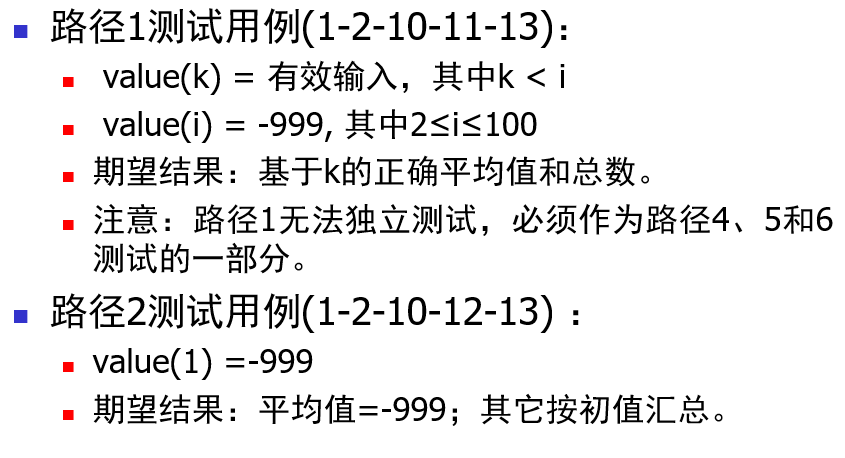 路径1测试用例(1-2-10-11-13)：
value(k) = 有效输入，其中k < i
value(i) = -999, 其中2≤i≤100
期望结果：基于k的正确平均值和总数。
注意：路径1无法独立测试，必须作为路径4、5和6
测试的一部分。
路径2测试用例(1-2-10-12-13) ：
value(1) =-999
期望结果：平均值=-999；其它按初值汇总。